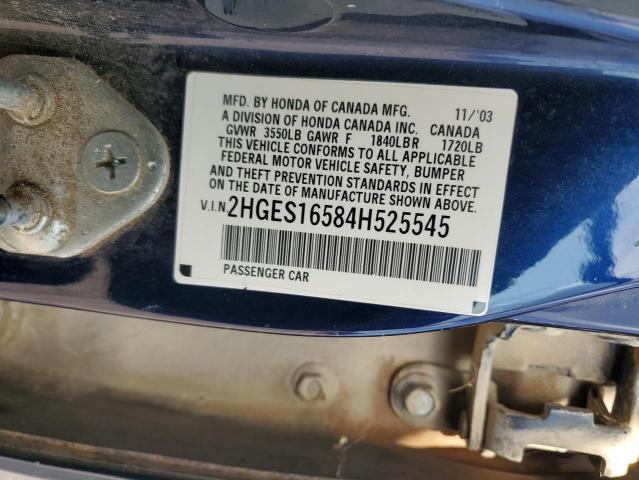 MFD. BY HONDA OF CANADA MFG. 11/'03
A DIVISION OF HONDA CANADA INC. CANADA
GVWR 3550LB GAWR F 1840LB R 1720LB
THIS VEHICLE CONFORMS TO ALL APPLICABLE
FEDERAL MOTOR VEHICLE SAFETY, BUMPER
AND THEFT PREVENTION STANDARDS IN EFFECT
ON THE DATE OF MANUFACTURE SHOWN ABOVE.
V.I.N. 2HGES16584H525545
PASSENGER CAR